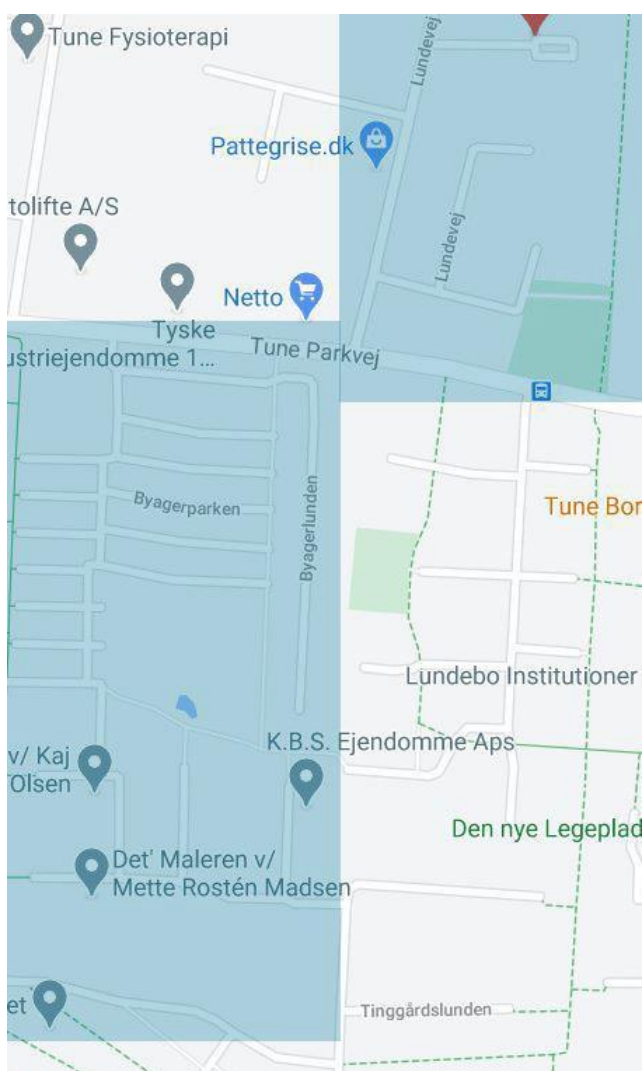 Tune Fysioterapi
Lundevej
Pattegrise.dk
tolifte A/S
Lundevej
Netto
Tyske
ustriejendomme 1...
Tune Parkvej
Byagerparken
Byagerlunden
Tune Bor
Lundebo Institutioner
K.B.S. Ejendomme Aps
v/ Kaj
Olsen
Den nye Legeplad
Det' Maleren v/
Mette Rostén Madsen
et
Tinggårdslunden